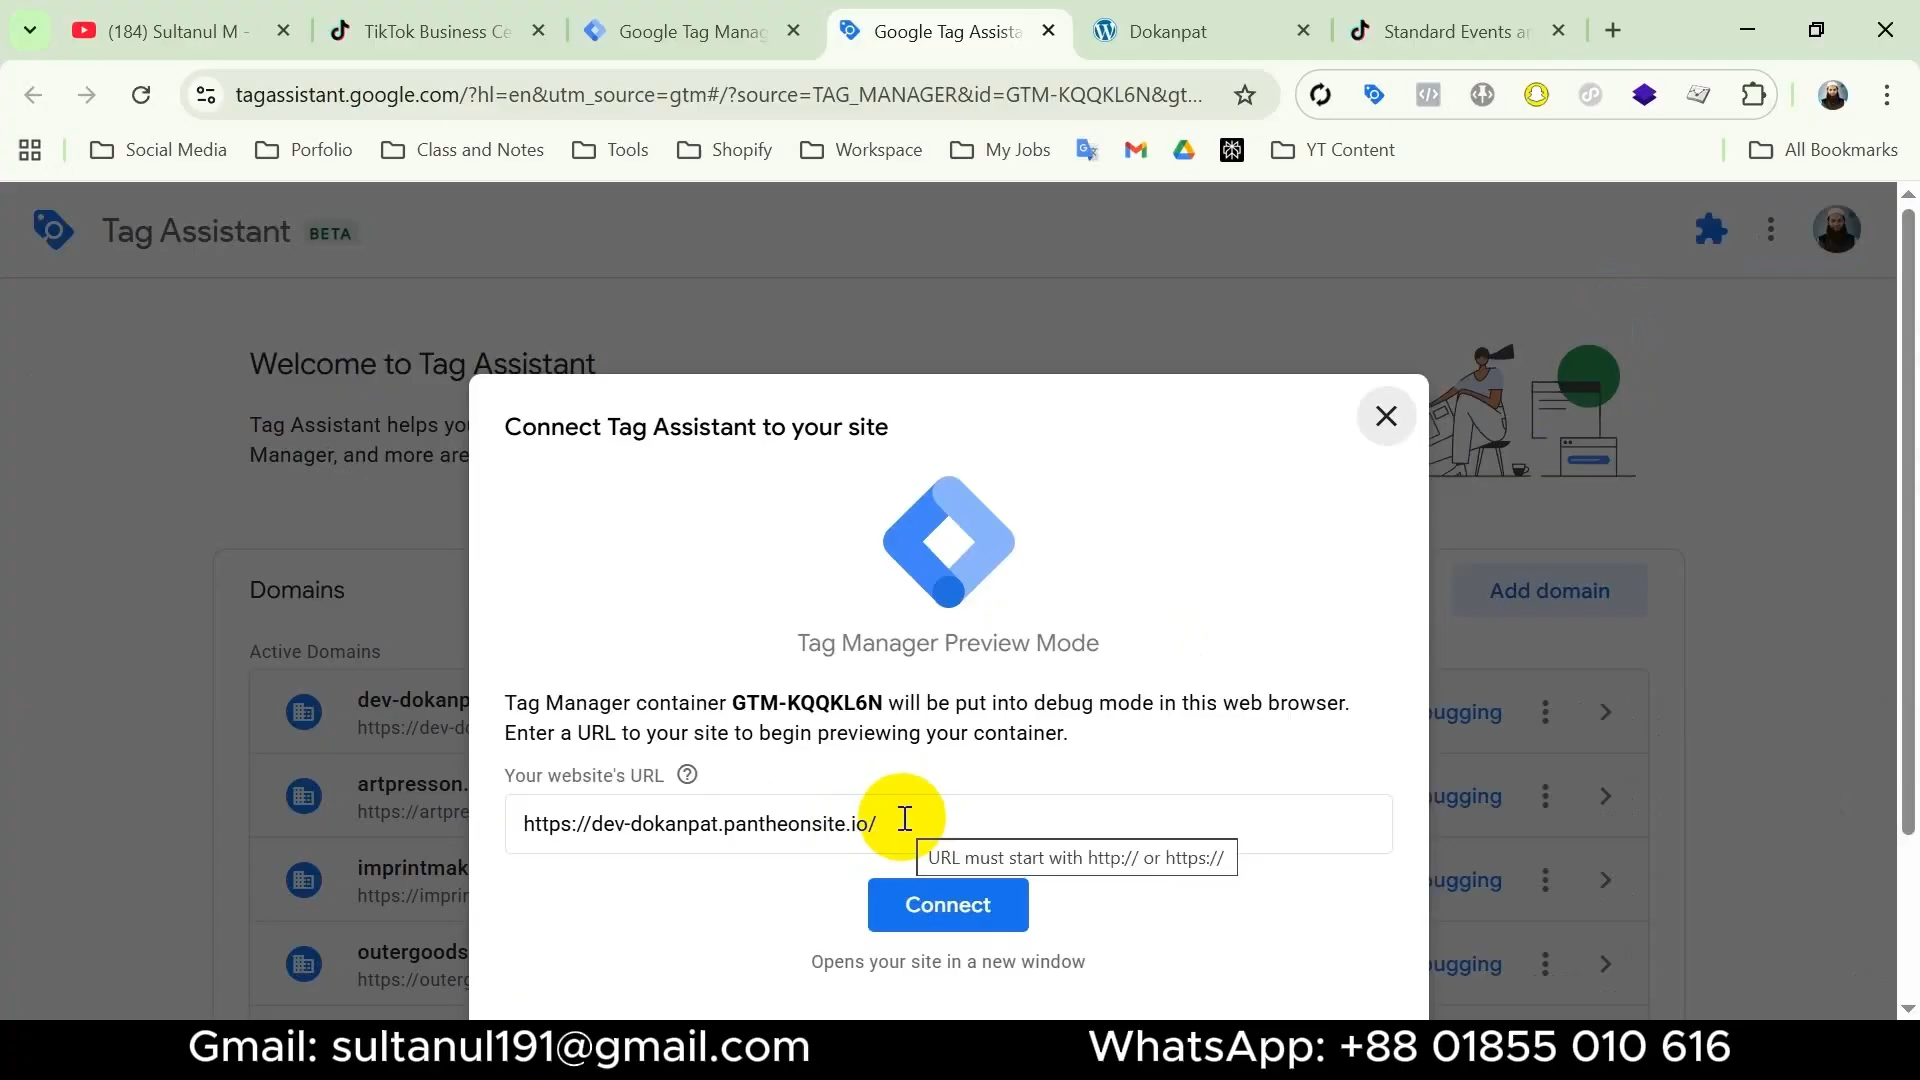 (184) Sultanul M -
TikTok Business Ce
Google Tag Manag
Google Tag Assista
Dokanpat
Standard Events an
tagassistant.google.com/?hl=en&utm_source=gtm#/?source=TAG_MANAGER&id=GTM-KQQKL6N&gt...
Social Media
Porfolio
Class and Notes
Tools
Shopify
Workspace
My Jobs
YT Content
All Bookmarks
Tag Assistant BETA
Welcome to Tag Assistant
Tag Assistant helps you
Manager, and more are
Connect Tag Assistant to your site
Tag Manager Preview Mode
Tag Manager container GTM-KQQKL6N will be put into debug mode in this web browser.
Enter a URL to your site to begin previewing your container.
Your website's URL
https://dev-dokanpat.pantheonsite.io/
URL must start with http:// or https://
Connect
Opens your site in a new window
Domains
Add domain
Active Domains
dev-dokanp
https://dev-do
ugging
artpresson.
https://artpre
ugging
imprintmak
https://imprin
ugging
outergoods
https://outerg
ugging
Gmail: sultanul191@gmail.com
WhatsApp: +88 01855 010 616